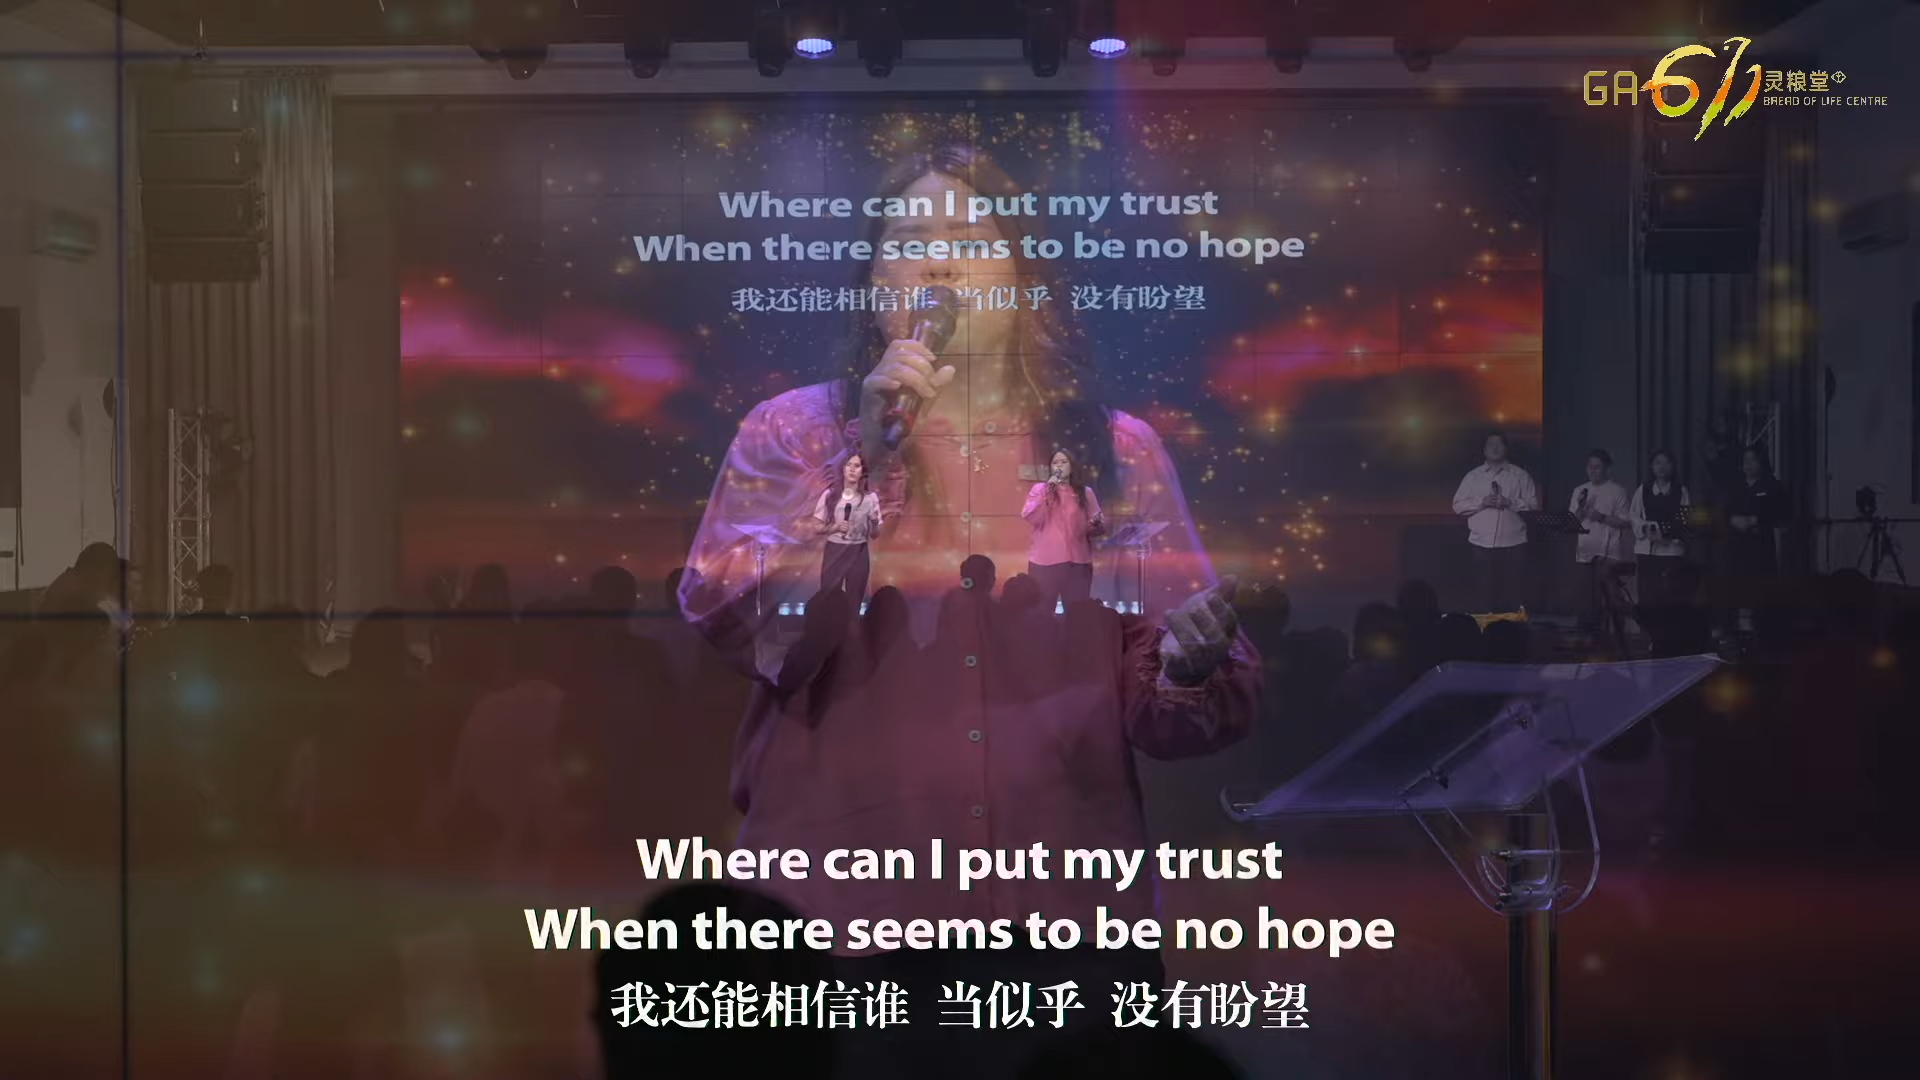 GA 611 灵粮堂
BREAD OF LIFE CENTRE
Where can I put my trust
When there seems to be no hope
我还能相信谁 当似乎 没有盼望
Where can I put my trust
When there seems to be no hope
我还能相信谁 当似乎 没有盼望